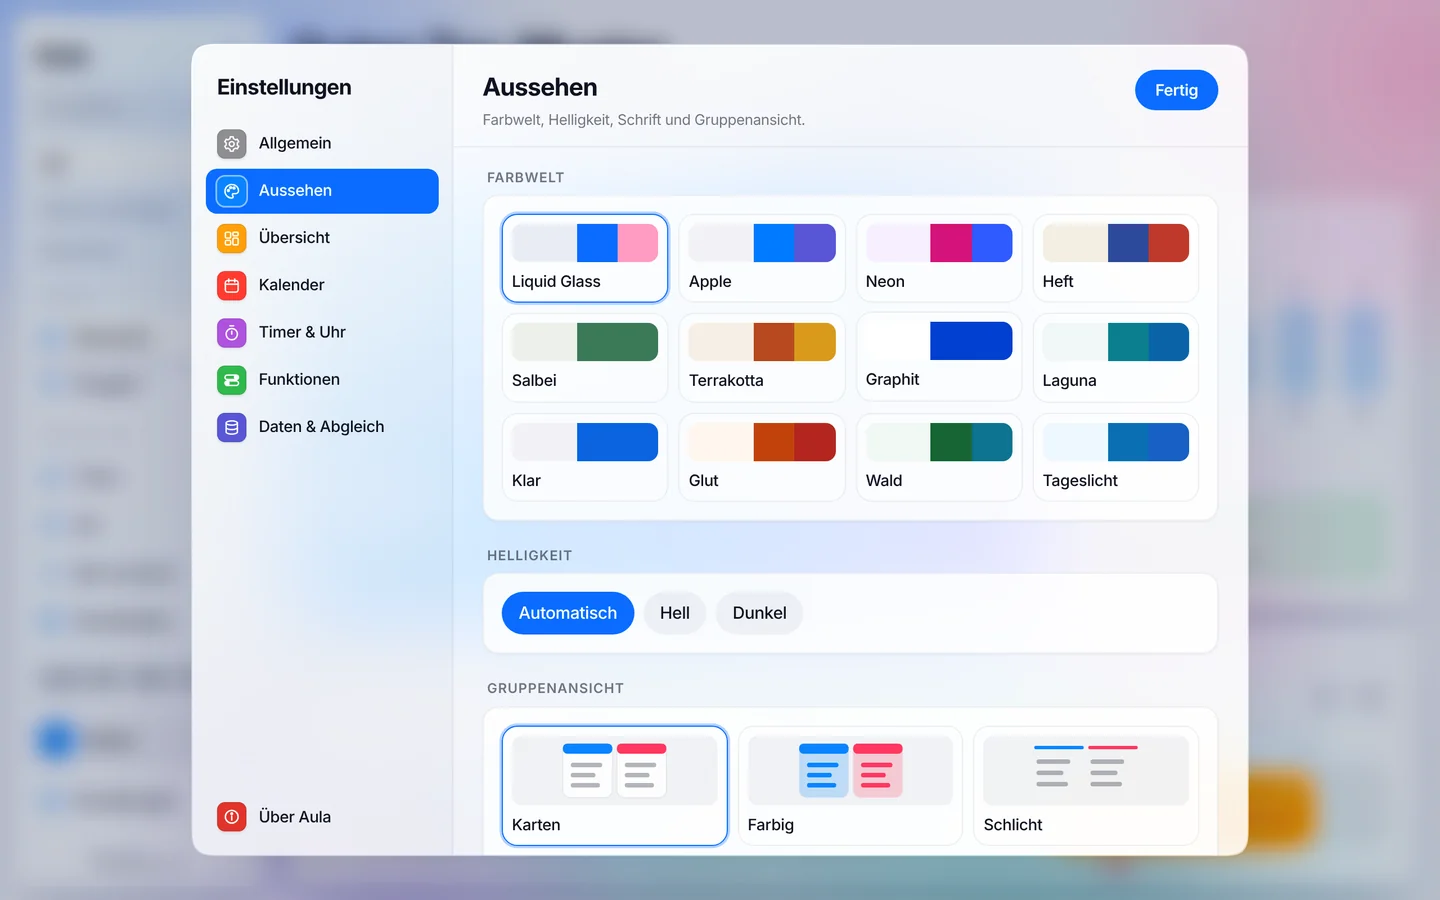 Einstellungen
Allgemein
Aussehen
Übersicht
Kalender
Timer & Uhr
Funktionen
Daten & Abgleich
Über Aula
Aussehen
Farbwelt, Helligkeit, Schrift und Gruppenansicht.
Fertig
FARBWELT
Liquid Glass
Apple
Neon
Heft
Salbei
Terrakotta
Graphit
Laguna
Klar
Glut
Wald
Tageslicht
HELLIGKEIT
Automatisch
Hell
Dunkel
GRUPPENANSICHT
Karten
Farbig
Schlicht